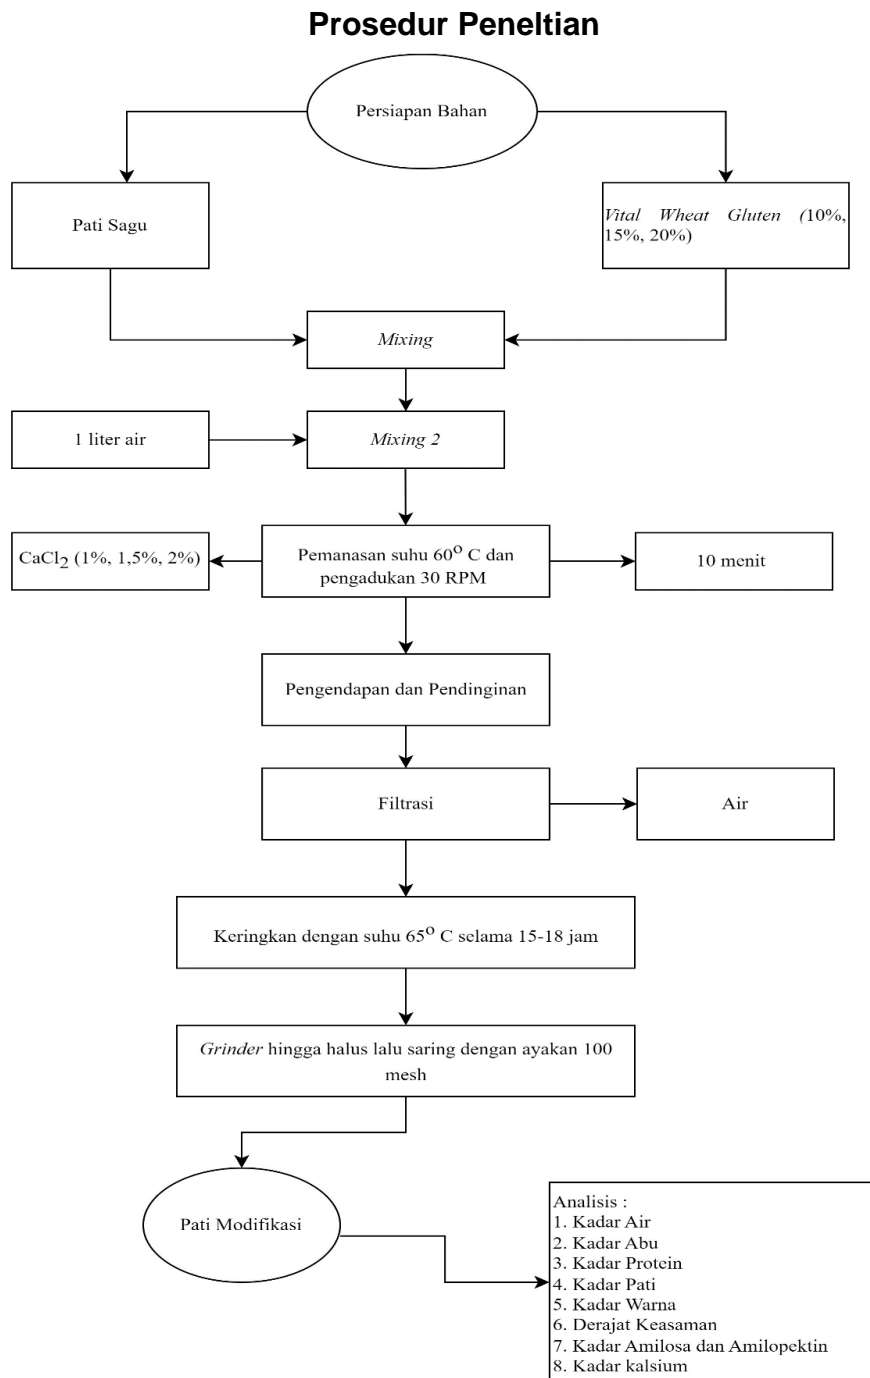 Prosedur Peneltian
Persiapan Bahan
Pati Sagu
Vital Wheat Gluten (10%,
15%, 20%)
Mixing
1 liter air
Mixing 2
CaCl2 (1%, 1,5%, 2%)
Pemanasan suhu 60o C dan
pengadukan 30 RPM
10 menit
Pengendapan dan Pendinginan
Filtrasi
Air
Keringkan dengan suhu 65o C selama 15-18 jam
Grinder hingga halus lalu saring dengan ayakan 100
mesh
Pati Modifikasi
Analisis :
1. Kadar Air
2. Kadar Abu
3. Kadar Protein
4. Kadar Pati
5. Kadar Warna
6. Derajat Keasaman
7. Kadar Amilosa dan Amilopektin
8. Kadar kalsium